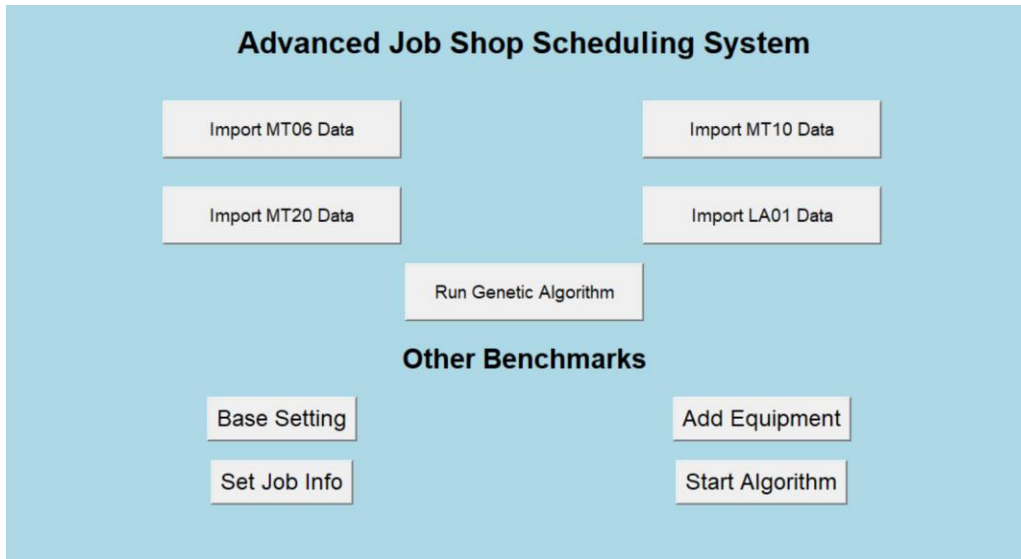 Advanced Job Shop Scheduling System
Import MT06 Data
Import MT10 Data
Import MT20 Data
Import LA01 Data
Run Genetic Algorithm
Other Benchmarks
Base Setting
Add Equipment
Set Job Info
Start Algorithm